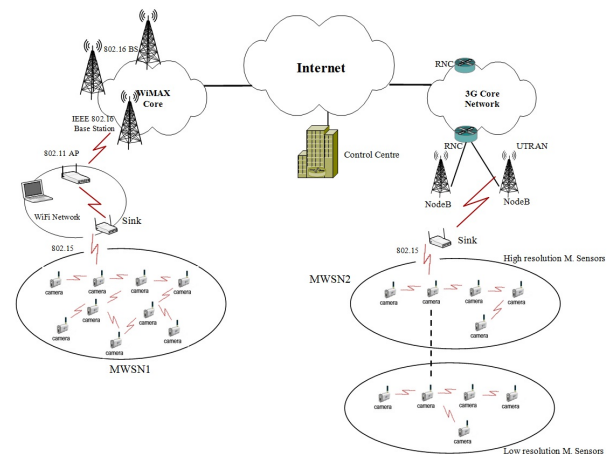 802.16 BS
Internet
RNC
WiMAX
Core
3G Core
Network
IEEE 802.16
Base Station
RNC
UTRAN
802.11 AP
Control Centre
NodeB
NodeB
WiFi Network
Sink
Sink
802.15
802.15
High resolution M. Sensors
MWSN2
camera
camera
camera
camera
camera
camera
camera
camera
camera
camera
camera
camera
camera
camera
MWSN1
camera
camera
camera
camera
camera
Low resolution M. Sensors